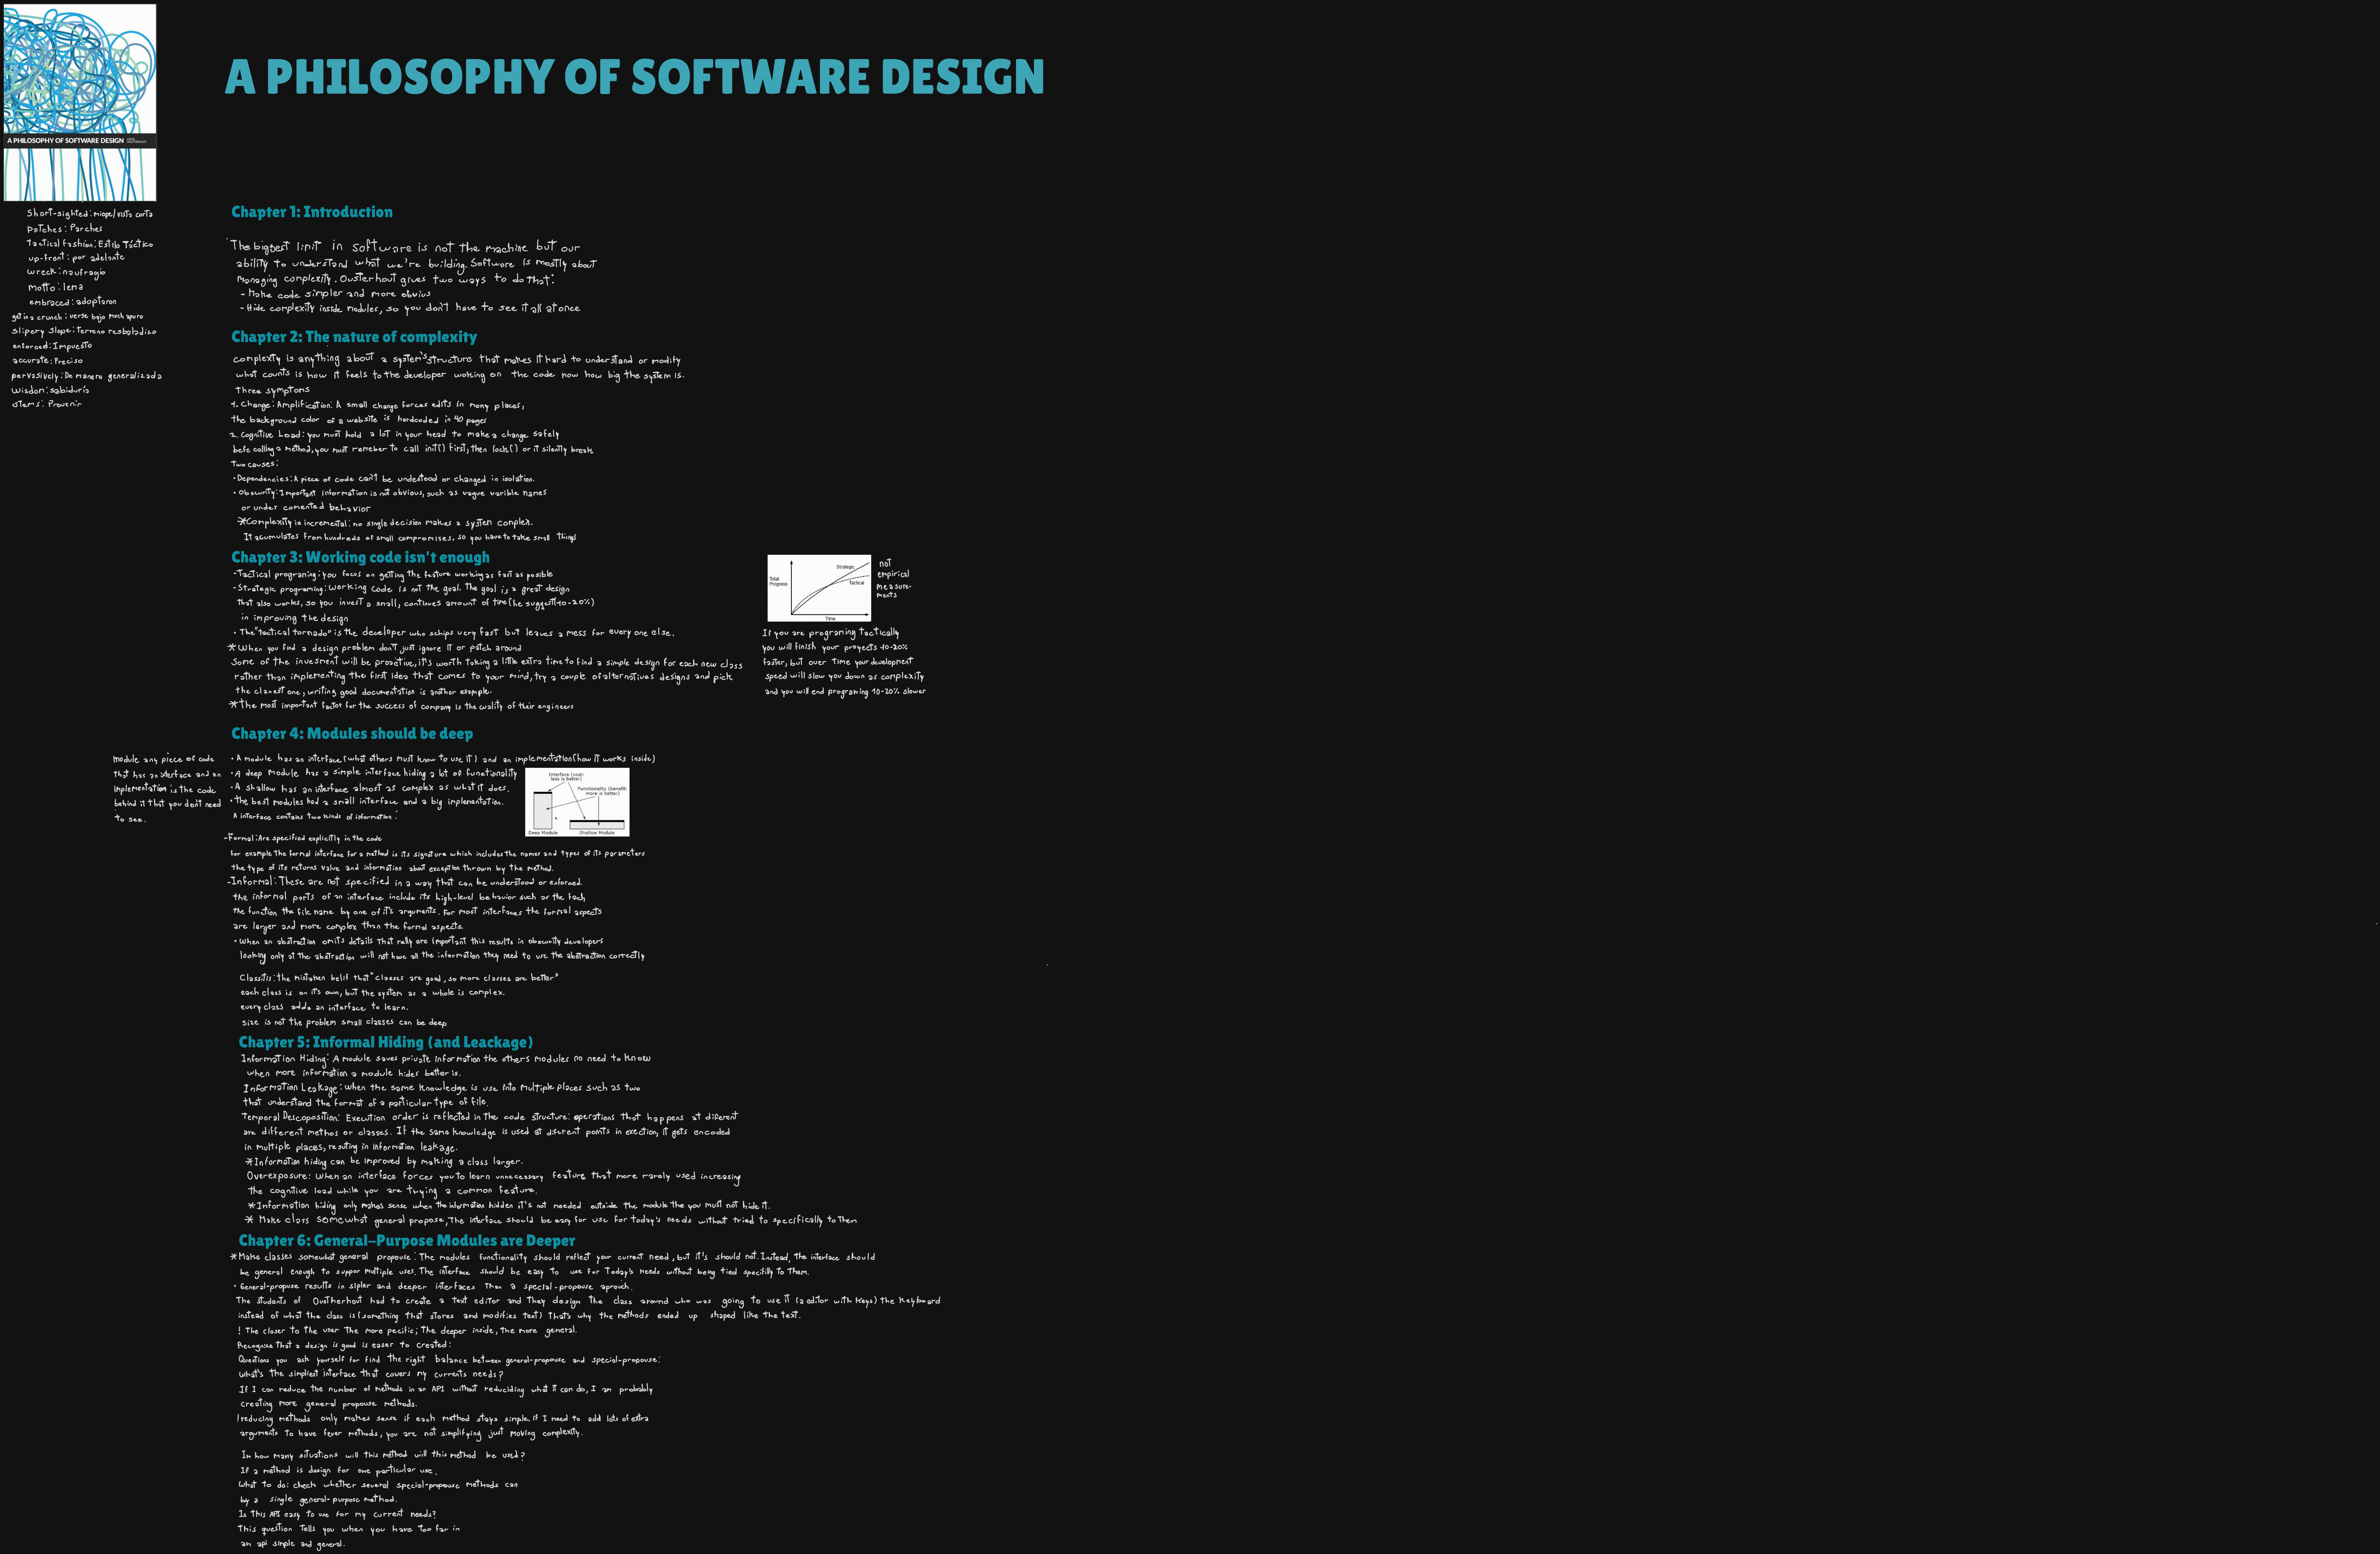 A PHILOSOPHY OF SOFTWARE DESIGN
A PHILOSOPHY OF SOFTWARE DESIGN
Short-sighted: miope/vista corta
patches: Parches
Tactical fashion: Estilo Táctico
up-front: por adelante
wreck: naufragio
motto: lema
embraced: adoptaron
get in a crunch: verse bajo much apuro
slipery slope: Terreno resbaladizo
enforced: Impuesto
accurate: Preciso
pervasively: De manera generalizada
wisdom: sabiduría
stems: Provenir
Chapter 1: Introduction
The biggest limit in software is not the machine but our
ability to understand what we're building. Software is mostly about
managing complexity. Ousterhout gives two ways to do that:
- Make code simpler and more obvius
- Hide complexity inside modules, so you don't have to see it all at once
Chapter 2: The nature of complexity
complexity is anything about a system's structure that makes it hard to understand or modify
what counts is how it feels to the developer woking on the code now how big the system is.
three symptoms
1. Change: Amplification: A small change forces edits in many places,
the background color of a website is hardcoded in 40 pages
2. Cognitive Load: you must hold a lot in your head to make a change safely
befe calling a method, you must remeber to call init() first, then lock() or it silently break
Two causes:
• Dependencies: A piece of code can't be undestood or changed in isolation.
• Obscurity: Important information is not obvious, such as vague varible names
or under comented behavior
*Complexity is incremental: no single decision makes a system complex.
It acumulates from hundreds of small compromises, so you have to take small things
Chapter 3: Working code isn't enough
- Tactical programing: you focus on getting the feature working as fast as possible
- Strategic programing: working code is not the goal. the goal is a great design
that also works, so you invest a small, continues amount of time (he suggest 10-20%)
in improving the design
• The "tactical tornado" is the developer who schips very fast but leaves a mess for every one else.
* When you find a design problem don't just ignore it or patch around
Some of the invesment will be proactive, it's worth taking a little extra time to find a simple design for each new class
rather than implementing the first idea that comes to your mind, try a couple of alternatives designs and pick
the clanest one, writing good documentation is another example.
* the most important factor for the success of company is the cuality of their engineers
Total Progress
Strategic
Tactical
Time
not
empirical
measure-
ments
If you are programing tactically
you will finish your proyects 10-20%
faster, but over time your development
speed will slow you down as complexity
and you will end programing 10-20% slower
Chapter 4: Modules should be deep
module any piece of code
that has an interface and an
implementation is the code
behind it that you don't need
to see.
• A module has an interface (what others must know to use it) and an implementation (how it works inside)
• A deep module has a simple interface hiding a lot of functionality
• A shallow has an interface almost as complex as what it does.
• the best modules had a small interface and a big implementation.
A interface contains two kinds of information:
Interface (cost: less is better)
Functionality (benefit: more is better)
Deep Module
Shallow Module
- Formal: Are specified explicitly in the code
for example the formal interface for a method is its signature which includes the names and types of its parameters
the type of its returns value and information about exception thrown by the method.
- Informal: These are not specified in a way that can be understood or enforced.
the informal parts of an interface include its high-level behavior such as the fach
the function the file name by one of it's arguments. For most interfaces the formal aspects
are larger and more complex than the formal aspects
• When an abstraction omits details that relly are important this results in obscurity developers
looking only at the abstraction will not have all the information they need to use the abstraction correctly
Classitis: the mistaken belif that "classes are good, so more classes are better"
each class is on it's own, but the system as a whole is complex.
every class adds an interface to learn.
size is not the problem small classes can be deep
Chapter 5: Informal Hiding (and Leackage)
Information Hiding: A module saves private information the others modules no need to know
when more information a module hides better is.
Information Leakage: when the same knowledge is use into multiple places such as two
that understand the format of a particular type of file.
Temporal Descoposition: Execution order is reflected in the code structure: operations that happens at diferent
are different methos or classes. If the same knowledge is used at diferent points in exection, it gets encoded
in multiple places, resulting in information leakage.
*Information hiding can be improved by making a class larger.
Overexposure: when an interface forces you to learn unnecessary feature that more rarely used increasing
the cognitive load while you are trying a common feature.
*Information hiding only makes sense when the information hidden it's not needed outside the module the you must not hide it.
* Make class somewhat general propose, the interface should be easy for use for today's needs without tried to specifically to them
Chapter 6: General-Purpose Modules are Deeper
*Make classes somewhat general propouse: The modules functionality should reflect your current need, but it's should not. Instead, the interface should
be general enough to suppor multiple uses. The interface should be easy to use for Today's needs without being tied specifilly to Them.
• General-propuse results in sipler and deeper interfaces than a special-propouse aproich.
The students of Oustherhout had to create a text editor and they design the class around who was going to use it (a editor with keys) the keyboard
instead of what the class is (something that stores and modifies text) that's why the methods ended up shaped like the text.
! The closer to the user the more pecific; the deeper inside, the more general.
Recognize that a design is good is easer to created:
Questions you ask yourself for find the right balance between general-propouse and special-propouse:
what's the simpliest interface that covers my currents needs?
If I can reduce the number of methods in an API without reduciding what it can do, I am probably
creating more general propouse methods.
!reducing methods only makes sense if each method stays simple. if I need to add lots of extra
arguments to have fever methods, you are not simplifying just moving complexity.
In how many situations will this method will this method be used?
If a method is design for one particular use.
What to do: check whether several special-propouse methods can
by a single general-purpose method.
Is this API easy to use for my current needs?
this question tells you when you have too far in
an api simple and general.